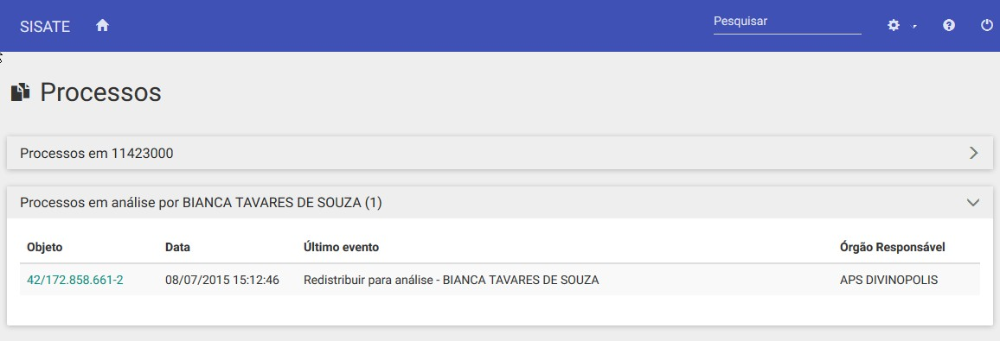 SISATE Pesquisar
Processos
Processos em 11423000
Processos em análise por BIANCA TAVARES DE SOUZA (1)
Objeto Data Último evento Órgão Responsável
42/172.858.661-2 08/07/2015 15:12:46 Redistribuir para análise - BIANCA TAVARES DE SOUZA APS DIVINOPOLIS